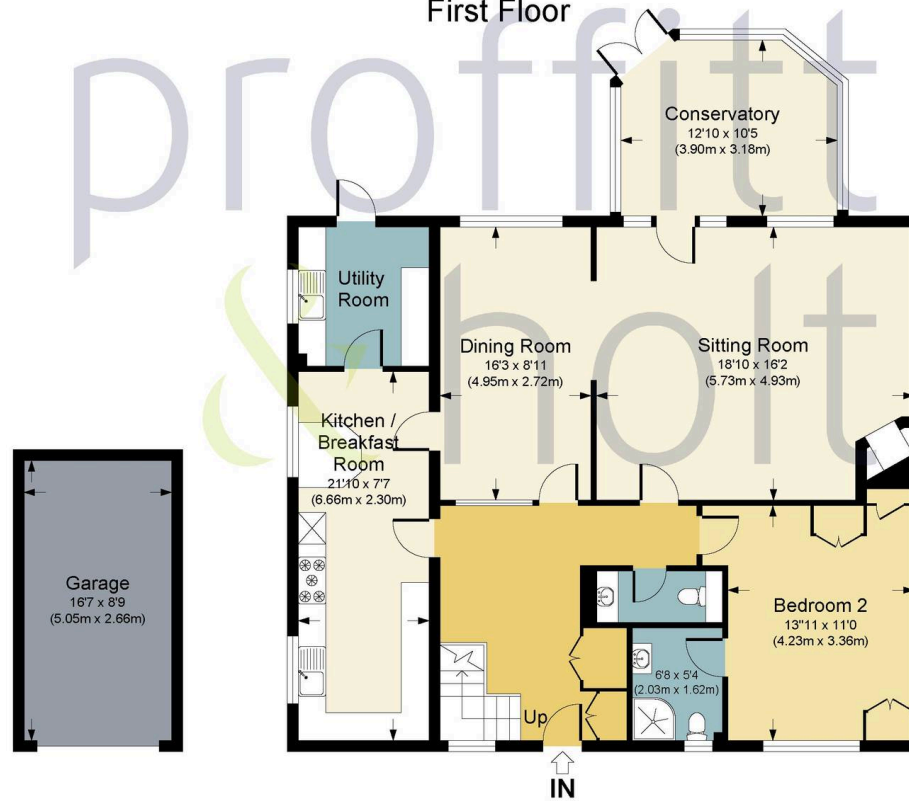 First Floor
proffitt
& holt
Conservatory
12'10 x 10'5
(3.90m x 3.18m)
Utility
Room
Dining Room
16'3 x 8'11
(4.95m x 2.72m)
Sitting Room
18'10 x 16'2
(5.73m x 4.93m)
Kitchen /
Breakfast
Room
21'10 x 7'7
(6.66m x 2.30m)
Garage
16'7 x 8'9
(5.05m x 2.66m)
Bedroom 2
13"11 x 11'0
(4.23m x 3.36m)
6'8 x 5'4
(2.03m x 1.62m)
Up
IN